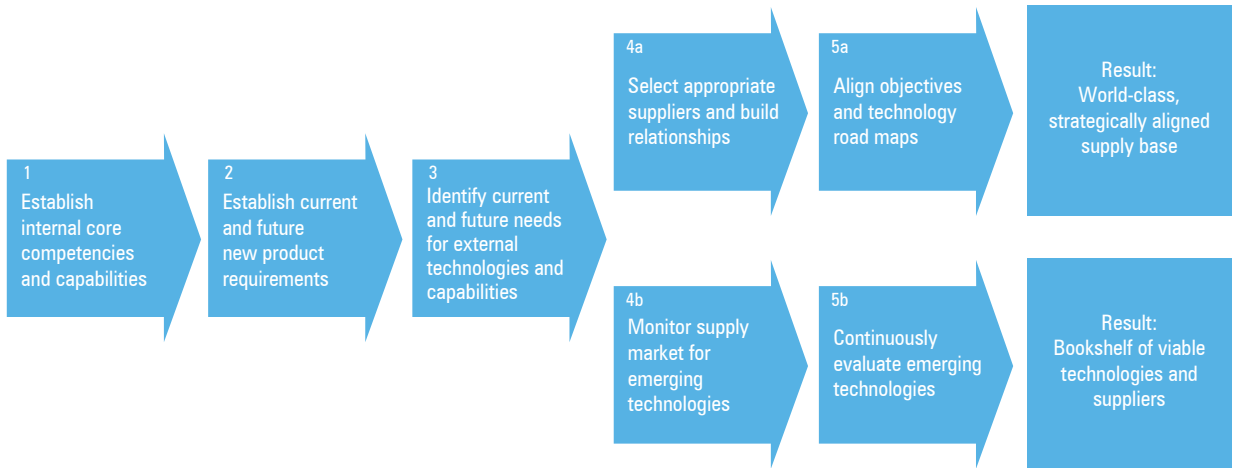 1
Establish
internal core
competencies
and capabilities
2
Establish current
and future
new product
requirements
3
Identify current
and future needs
for external
technologies and
capabilities
4a
Select appropriate
suppliers and build
relationships
5a
Align objectives
and technology
road maps
Result:
World-class,
strategically aligned
supply base
4b
Monitor supply
market for
emerging
technologies
5b
Continuously
evaluate emerging
technologies
Result:
Bookshelf of viable
technologies and
suppliers